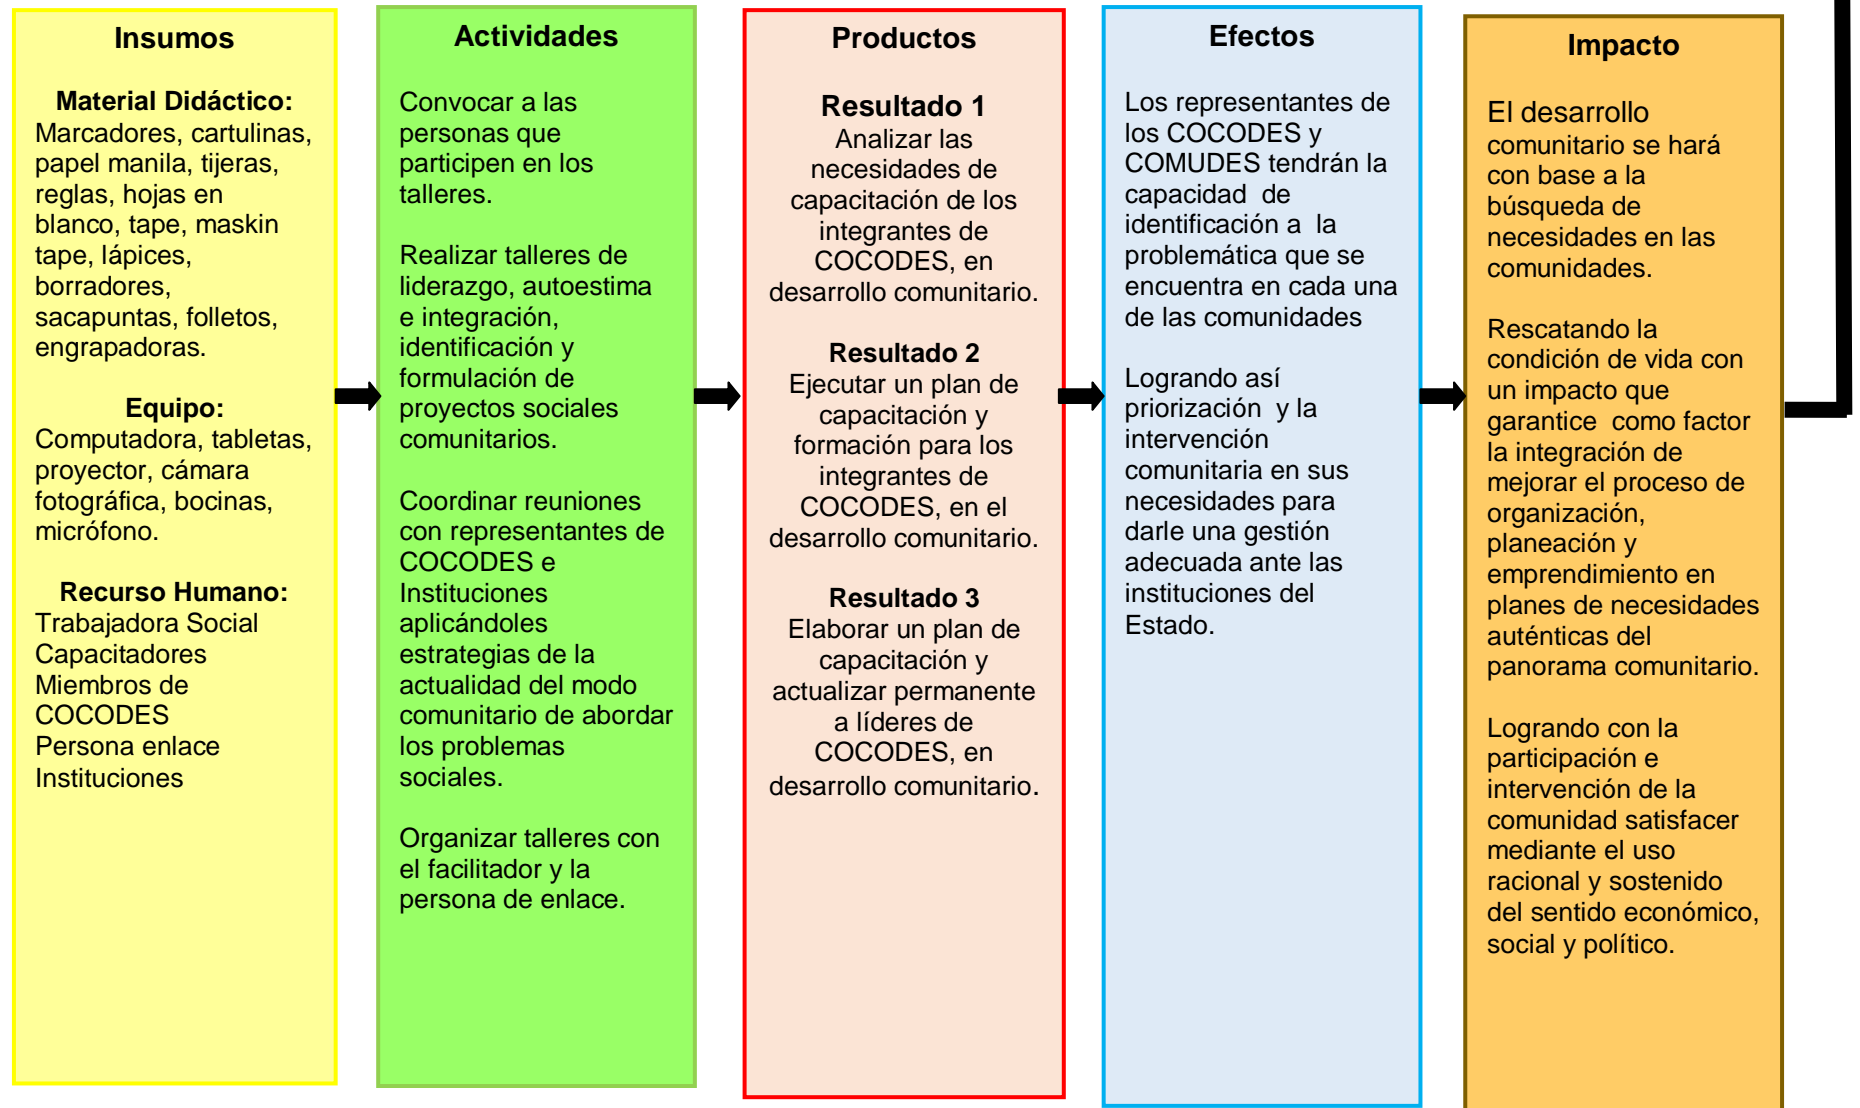 Insumos
Material Didáctico:
Marcadores, cartulinas,
papel manila, tijeras,
reglas, hojas en
blanco, tape, maskin
tape, lápices,
borradores,
sacapuntas, folletos,
engrapadoras.
Equipo:
Computadora, tabletas,
proyector, cámara
fotográfica, bocinas,
micrófono.
Recurso Humano:
Trabajadora Social
Capacitadores
Miembros de
COCODES
Persona enlace
Instituciones
Actividades
Convocar a las
personas que
participen en los
talleres.
Realizar talleres de
liderazgo, autoestima
e integración,
identificación y
formulación de
proyectos sociales
comunitarios.
Coordinar reuniones
con representantes de
COCODES e
Instituciones
aplicándoles
estrategias de la
actualidad del modo
comunitario de abordar
los problemas
sociales.
Organizar talleres con
el facilitador y la
persona de enlace.
Productos
Resultado 1
Analizar las
necesidades de
capacitación de los
integrantes de
COCODES, en
desarrollo comunitario.
Resultado 2
Ejecutar un plan de
capacitación y
formación para los
integrantes de
COCODES, en el
desarrollo comunitario.
Resultado 3
Elaborar un plan de
capacitación y
actualizar permanente
a líderes de
COCODES, en
desarrollo comunitario.
Efectos
Los representantes de
los COCODES y
COMUDES tendrán la
capacidad de
identificación a la
problemática que se
encuentra en cada una
de las comunidades
Logrando así
priorización y la
intervención
comunitaria en sus
necesidades para
darle una gestión
adecuada ante las
instituciones del
Estado.
Impacto
El desarrollo
comunitario se hará
con base a la
búsqueda de
necesidades en las
comunidades.
Rescatando la
condición de vida con
un impacto que
garantice como factor
la integración de
mejorar el proceso de
organización,
planeación y
emprendimiento en
planes de necesidades
auténticas del
panorama comunitario.
Logrando con la
participación e
intervención de la
comunidad satisfacer
mediante el uso
racional y sostenido
del sentido económico,
social y político.